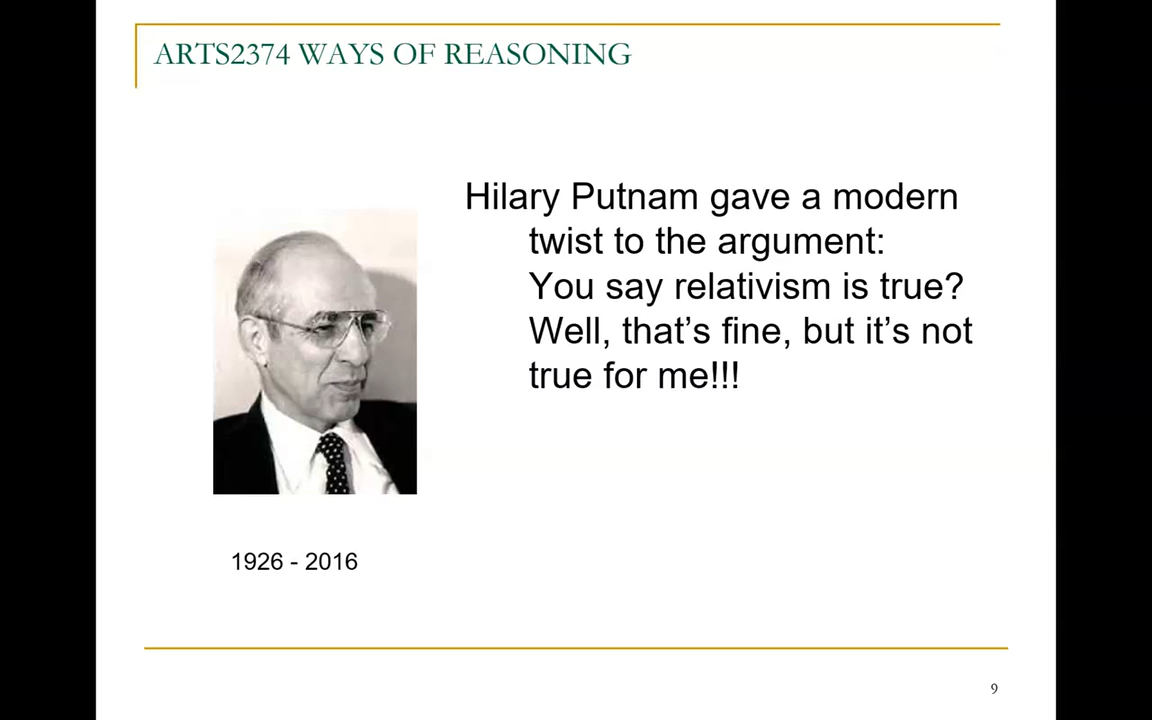 ARTS2374 WAYS OF REASONING
Hilary Putnam gave a modern
twist to the argument:
You say relativism is true?
Well, that’s fine, but it’s not
true for me!!!
1926 - 2016
9